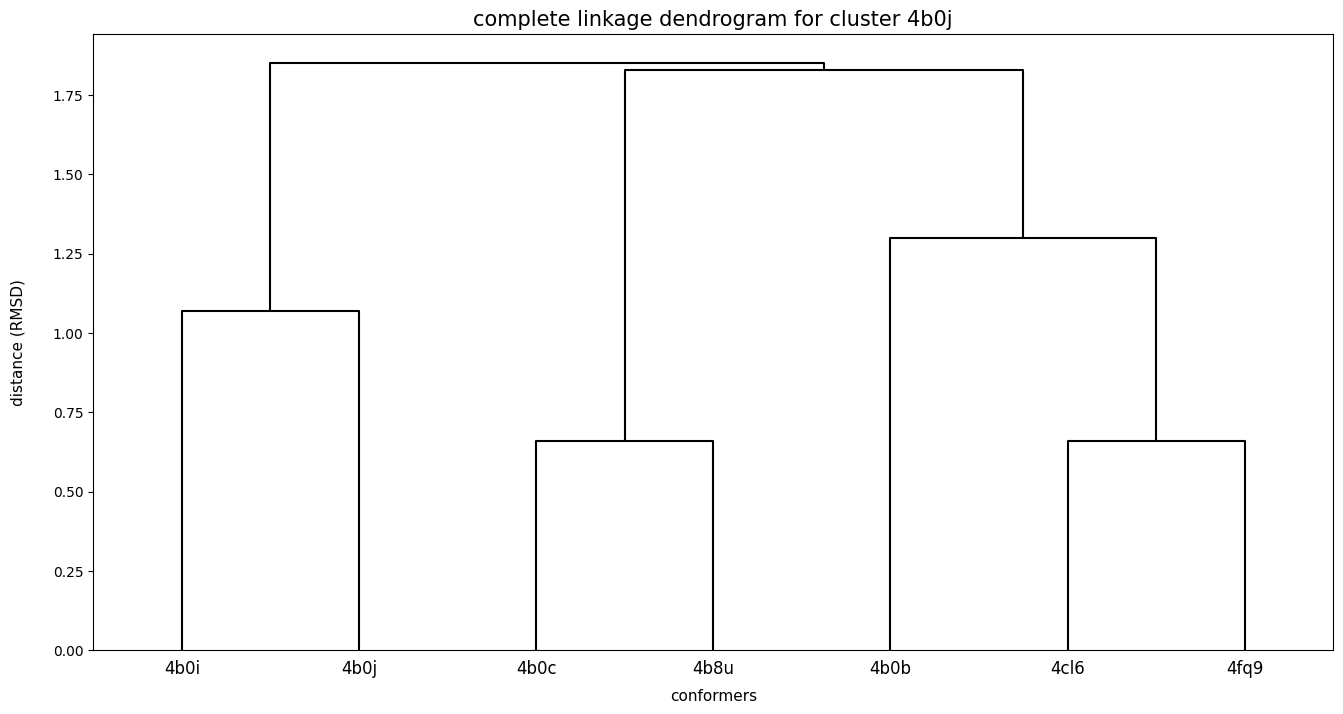 complete linkage dendrogram for cluster 4b0j
1.75
1.50
1.25
1.00
0.75
0.50
0.25
0.00
distance (RMSD)
4b0i 4b0j 4b0c 4b8u 4b0b 4cl6 4fq9
conformers